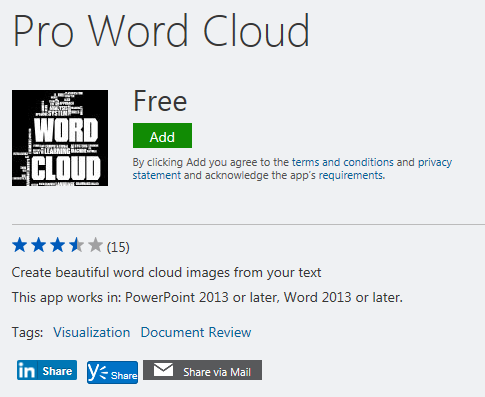 Pro Word Cloud
WORD
CLOUD
Free
Add
By clicking Add you agree to the terms and conditions and privacy
statement and acknowledge the app's requirements.
(15)
Create beautiful word cloud images from your text
This app works in: PowerPoint 2013 or later, Word 2013 or later.
Tags: Visualization Document Review
in Share
Share
Share via Mail